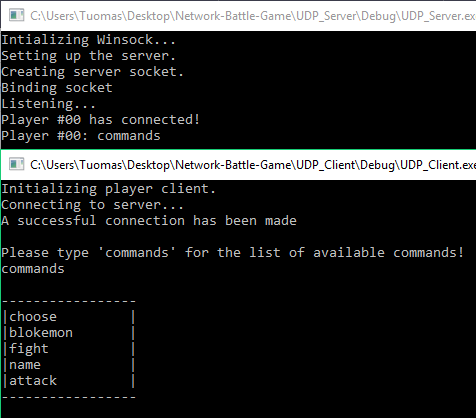 C:\Users\Tuomas\Desktop\Network-Battle-Game\UDP_Server\Debug\UDP_Server.exe
Intializing Winsock...
Setting up the server.
Creating server socket.
Binding socket
Listening...
Player #00 has connected!
Player #00: commands
C:\Users\Tuomas\Desktop\Network-Battle-Game\UDP_Client\Debug\UDP_Client.exe
Initializing player client.
Connecting to server...
A successful connection has been made
Please type 'commands' for the list of available commands!
commands
-----------------
|choose         |
|blokemon       |
|fight          |
|name           |
|attack         |
-----------------